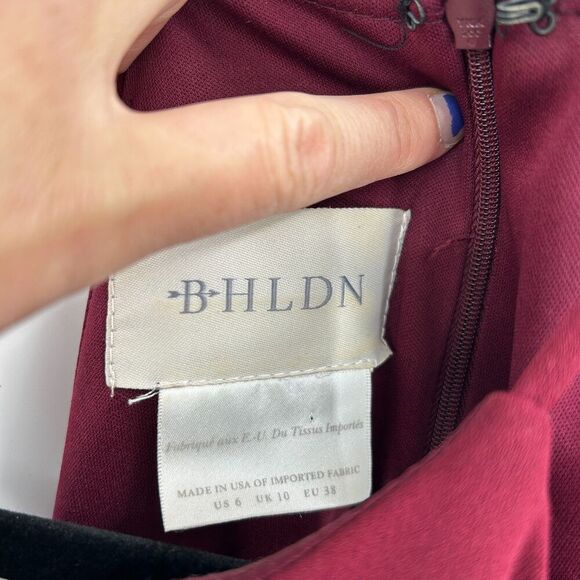 BHLDN
Fabriqué aux E.-U. Du Tissus Importés
MADE IN USA OF IMPORTED FABRIC
US 6 UK 10 EU 38